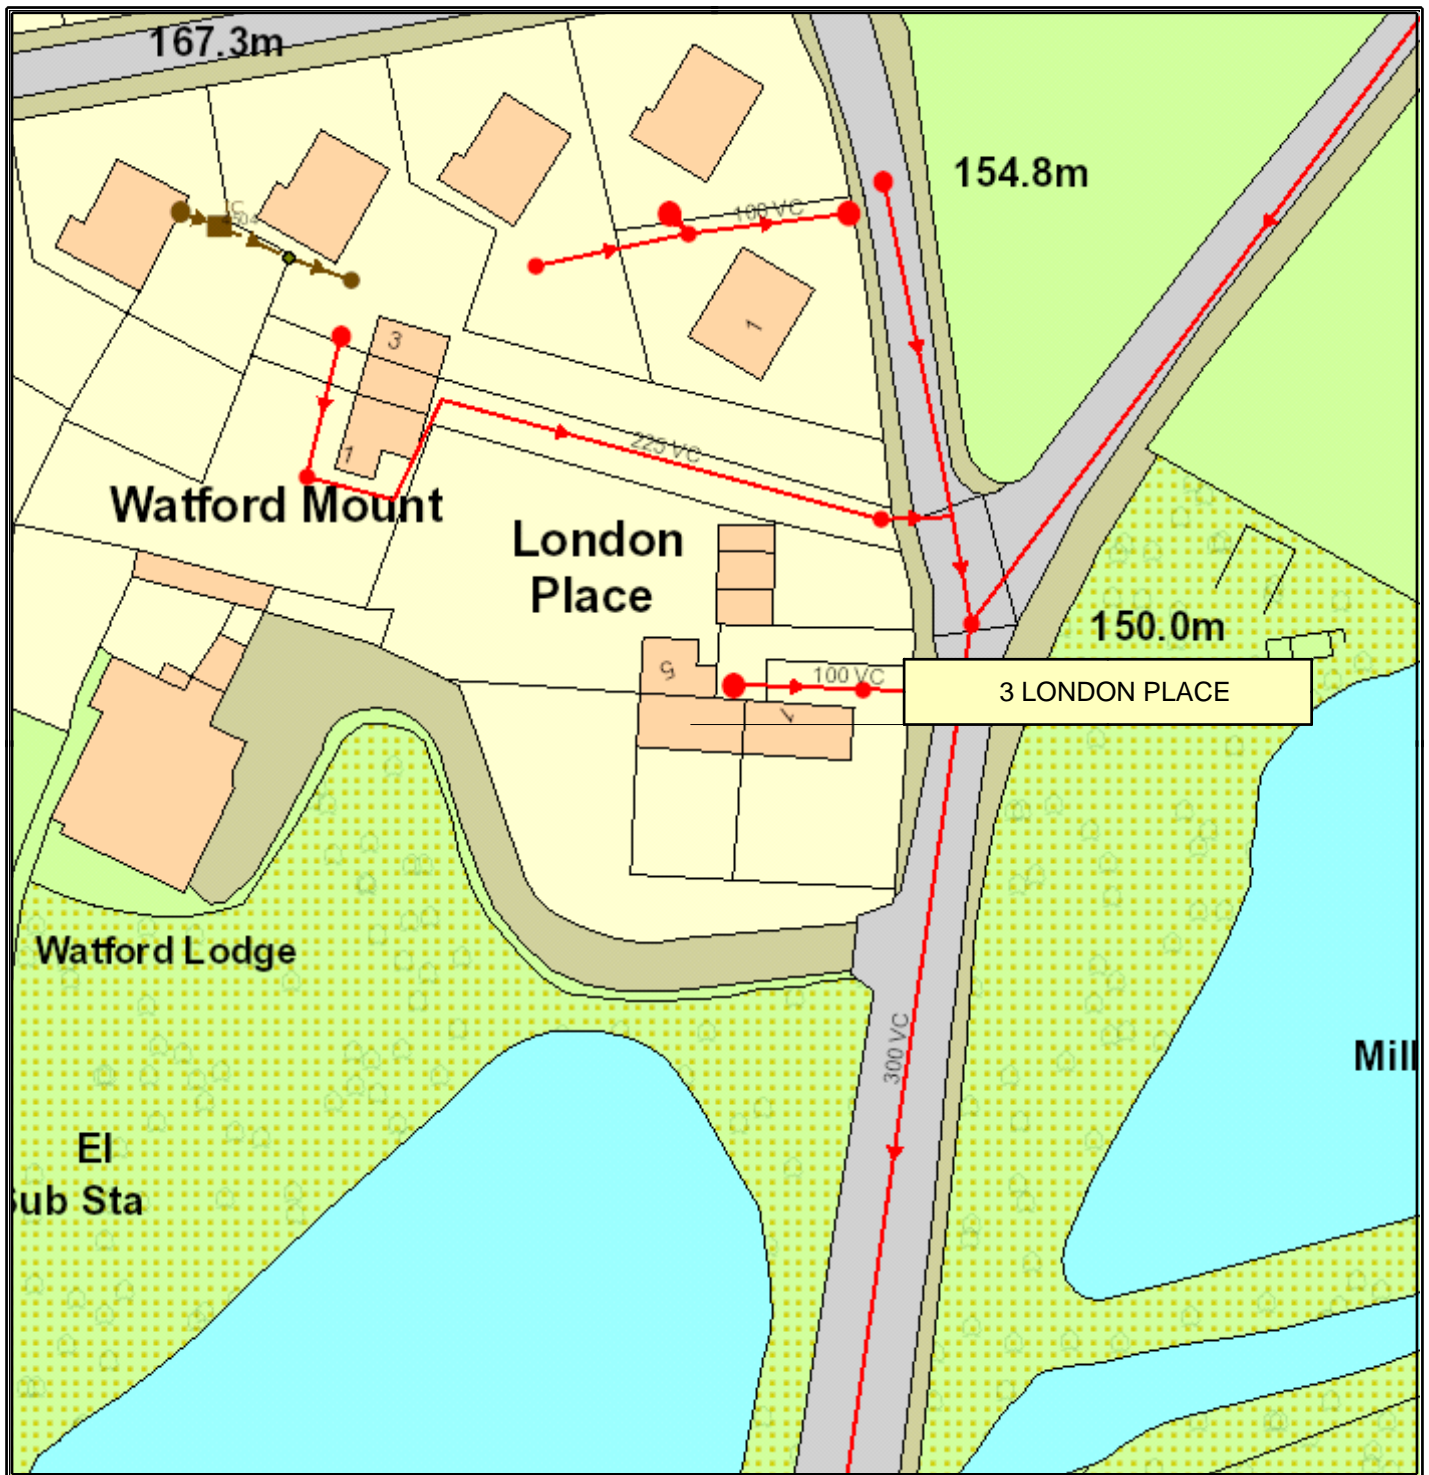 167.3m
154.8m
100 VC
1
3
1
225 VC
Watford Mount
London
Place
150.0m
5
100 VC
3 LONDON PLACE
1
Watford Lodge
300 VC
Mill
El
Sub Sta